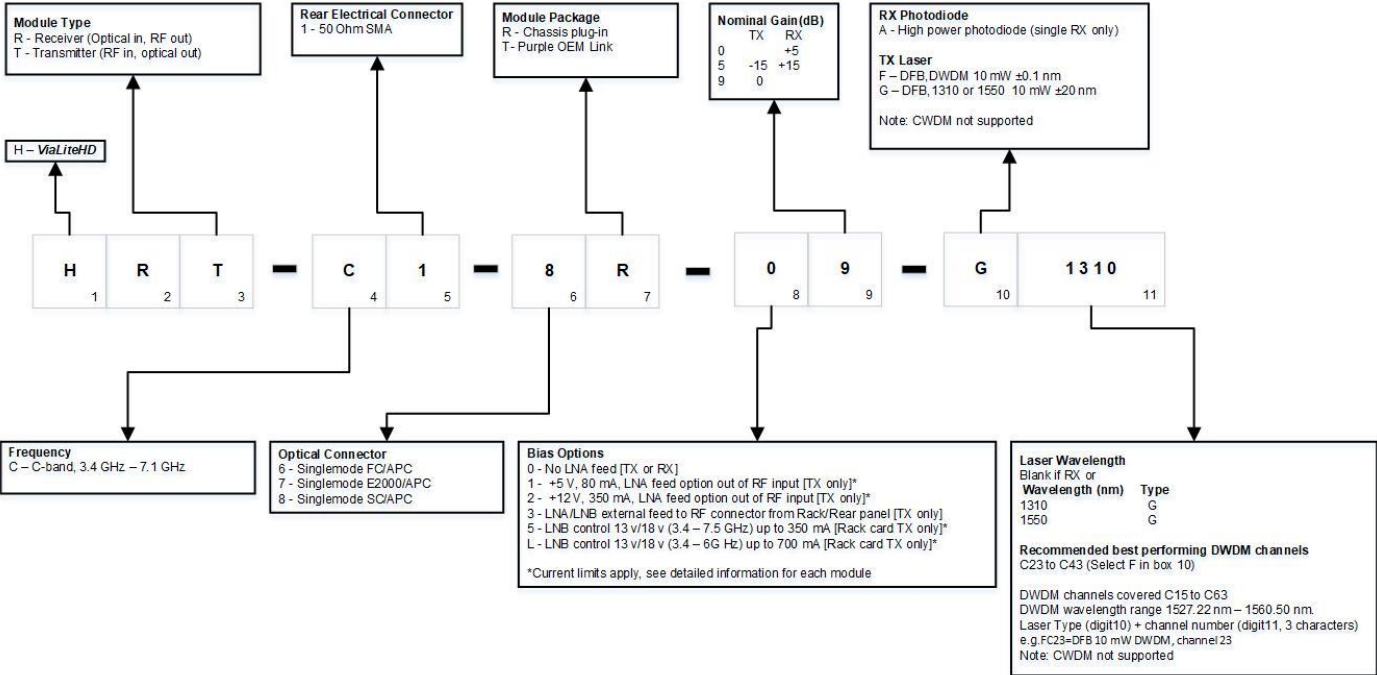 Module Type
R - Receiver (Optical in, RF out)
T - Transmitter (RF in, optical out)
Rear Electrical Connector
1 - 50 Ohm SMA
Module Package
R - Chassis plug-in
T- Purple OEM Link
Nominal Gain(dB)
TX RX
0 +5
5 -15 +15
9 0
RX Photodiode
A - High power photodiode (single RX only)
TX Laser
F – DFB,DWDM 10 mW ±0.1 nm
G – DFB,1310 or 1550 10 mW ±20 nm
Note: CWDM not supported
H – ViaLiteHD
H R T – C 1 – 8 R – 0 9 – G 1310
1 2 3 4 5 6 7 8 9 10 11
Frequency
C – C-band, 3.4 GHz – 7.1 GHz
Optical Connector
6 - Singlemode FC/APC
7 - Singlemode E2000/APC
8 - Singlemode SC/APC
Bias Options
0 - No LNA feed [TX or RX]
1 - +5 V, 80 mA, LNA feed option out of RF input [TX only]*
2 - +12 V, 350 mA, LNA feed option out of RF input [TX only]*
3 - LNA/LNB external feed to RF connector from Rack/Rear panel [TX only]
5 - LNB control 13 v/18 v (3.4 – 7.5 GHz) up to 350 mA [Rack card TX only]*
L - LNB control 13 v/18 v (3.4 – 6G Hz) up to 700 mA [Rack card TX only]*
*Current limits apply, see detailed information for each module
Laser Wavelength
Blank if RX or
Wavelength (nm) Type
1310 G
1550 G
Recommended best performing DWDM channels
C23 to C43 (Select F in box 10)
DWDM channels covered C15 to C63
DWDM wavelength range 1527.22 nm – 1560.50 nm.
Laser Type (digit10) + channel number (digit11, 3 characters)
e.g.FC23=DFB 10 mW DWDM, channel 23
Note: CWDM not supported